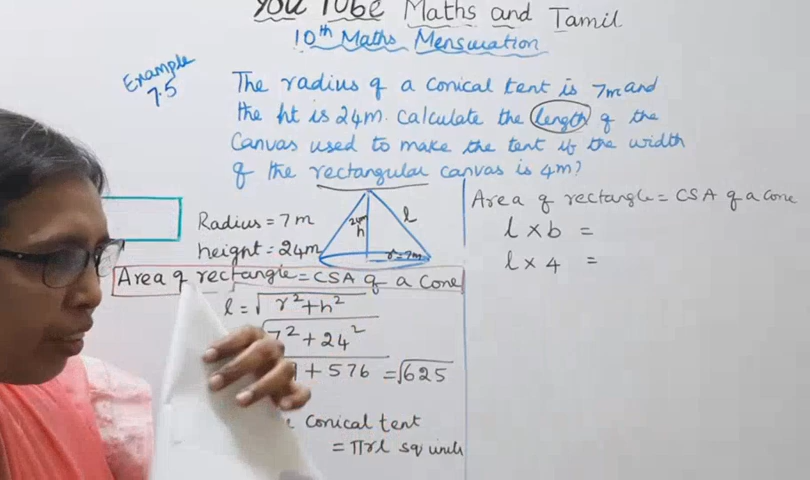 YOU TUBE Maths and Tamil
10th Maths Mensuration
Example
7.5
The radius of a conical tent is 7m and
the ht is 24m. Calculate the length of the
canvas used to make the tent if the width
of the rectangular canvas is 4m?
Radius = 7m
height = 24m
24m
h
l
r = 7m
Area of rectangle = CSA of a cone
l = √r²+h²
7² + 24²
+ 576 = √625
conical tent
= πrl sq units
Area of rectangle = CSA of a cone
l × b =
l × 4 =